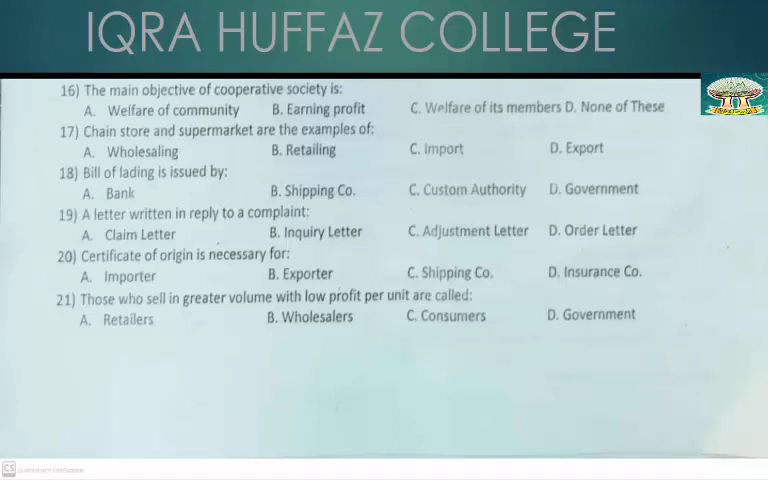 IQRA HUFFAZ COLLEGE
16) The main objective of cooperative society is:
A. Welfare of community B. Earning profit C. Welfare of its members D. None of These
17) Chain store and supermarket are the examples of:
A. Wholesaling B. Retailing C. Import D. Export
18) Bill of lading is issued by:
A. Bank B. Shipping Co. C. Custom Authority D. Government
19) A letter written in reply to a complaint:
A. Claim Letter B. Inquiry Letter C. Adjustment Letter D. Order Letter
20) Certificate of origin is necessary for:
A. Importer B. Exporter C. Shipping Co. D. Insurance Co.
21) Those who sell in greater volume with low profit per unit are called:
A. Retailers B. Wholesalers C. Consumers D. Government
CS